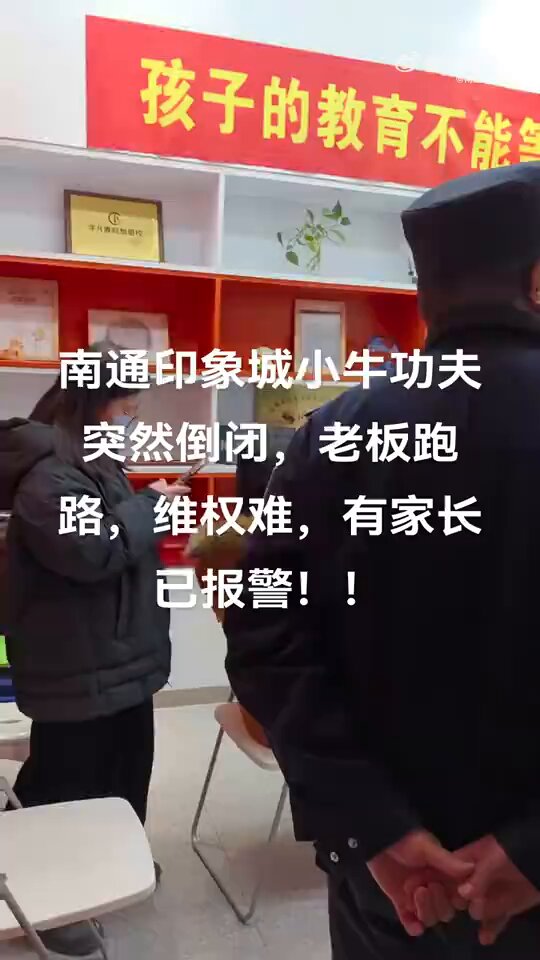 孩子的教育不能等
南通印象城小牛功夫
突然倒闭，老板跑
路，维权难，有家长
已报警！！